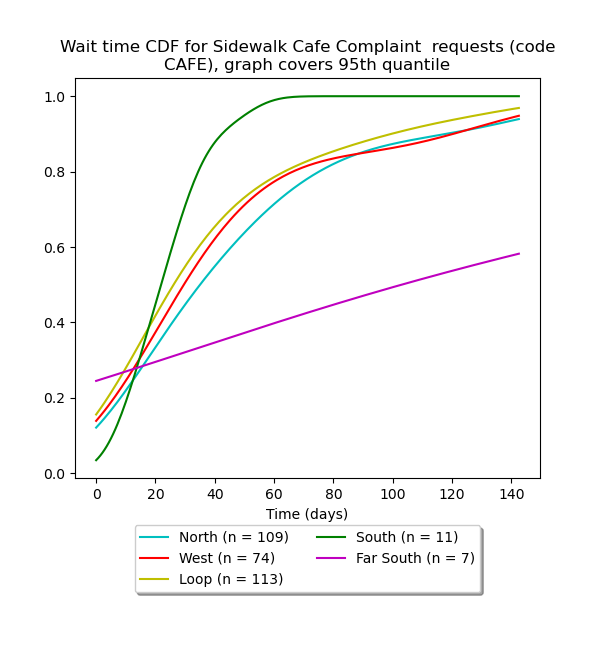 Wait time CDF for Sidewalk Cafe Complaint  requests (code
CAFE), graph covers 95th quantile
1.0
0.8
0.6
0.4
0.2
0.0
0 20 40 60 80 100 120 140
Time (days)
North (n = 109)
West (n = 74)
Loop (n = 113)
South (n = 11)
Far South (n = 7)